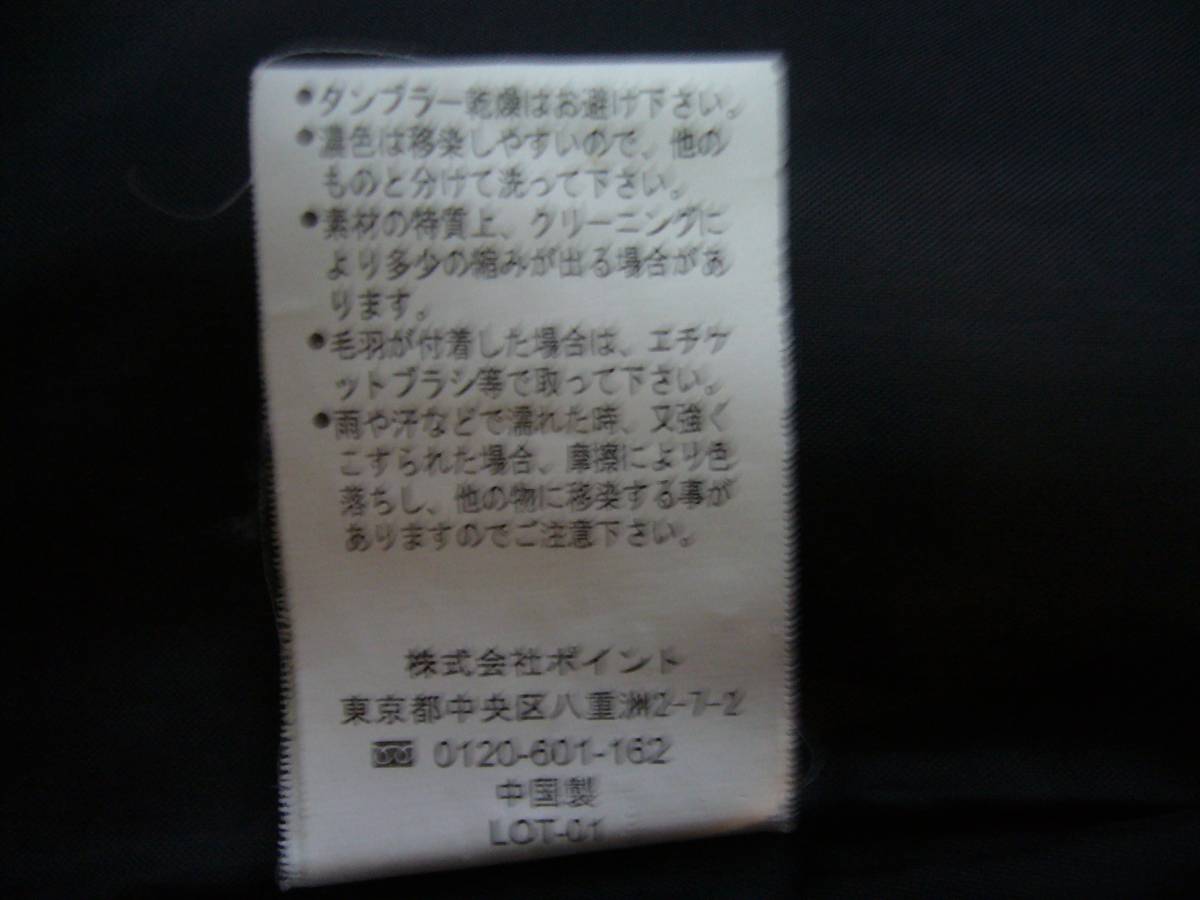 ●タンブラー乾燥はお避け下さい。
●濃色は移染しやすいので、他の
ものと分けて洗って下さい。
●素材の特質上、クリーニングに
より多少の縮みが出る場合があ
ります。
●毛羽が付着した場合は、エチケ
ットブラシ等で取って下さい。
●雨や汗などで濡れた時、又強く
こすられた場合、摩擦により色
落ちし、他の物に移染する事が
ありますのでご注意下さい。
株式会社ポイント
東京都中央区八重洲2-7-2
0120-601-162
中国製
LOT-01